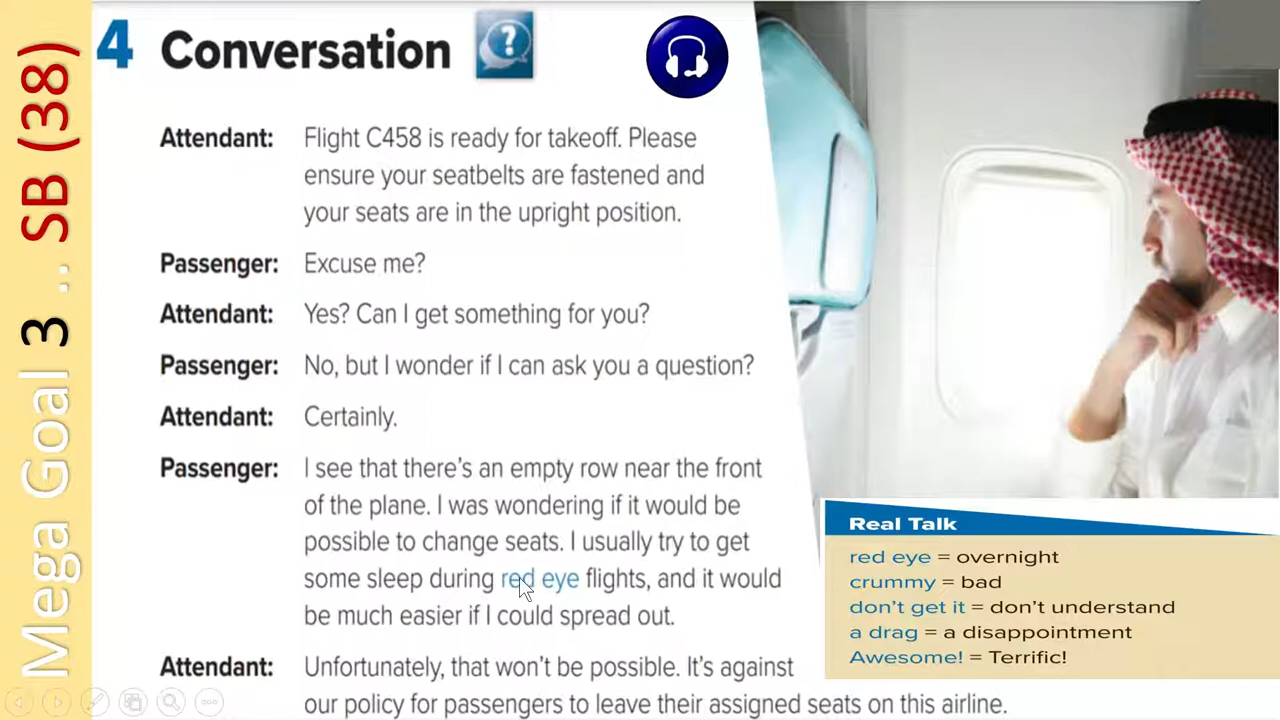 Mega Goal 3 .. SB (38)
4 Conversation
?
Attendant: Flight C458 is ready for takeoff. Please
ensure your seatbelts are fastened and
your seats are in the upright position.
Passenger: Excuse me?
Attendant: Yes? Can I get something for you?
Passenger: No, but I wonder if I can ask you a question?
Attendant: Certainly.
Passenger: I see that there's an empty row near the front
of the plane. I was wondering if it would be
possible to change seats. I usually try to get
some sleep during red eye flights, and it would
be much easier if I could spread out.
Attendant: Unfortunately, that won't be possible. It's against
our policy for passengers to leave their assigned seats on this airline.
Real Talk
red eye = overnight
crummy = bad
don't get it = don't understand
a drag = a disappointment
Awesome! = Terrific!